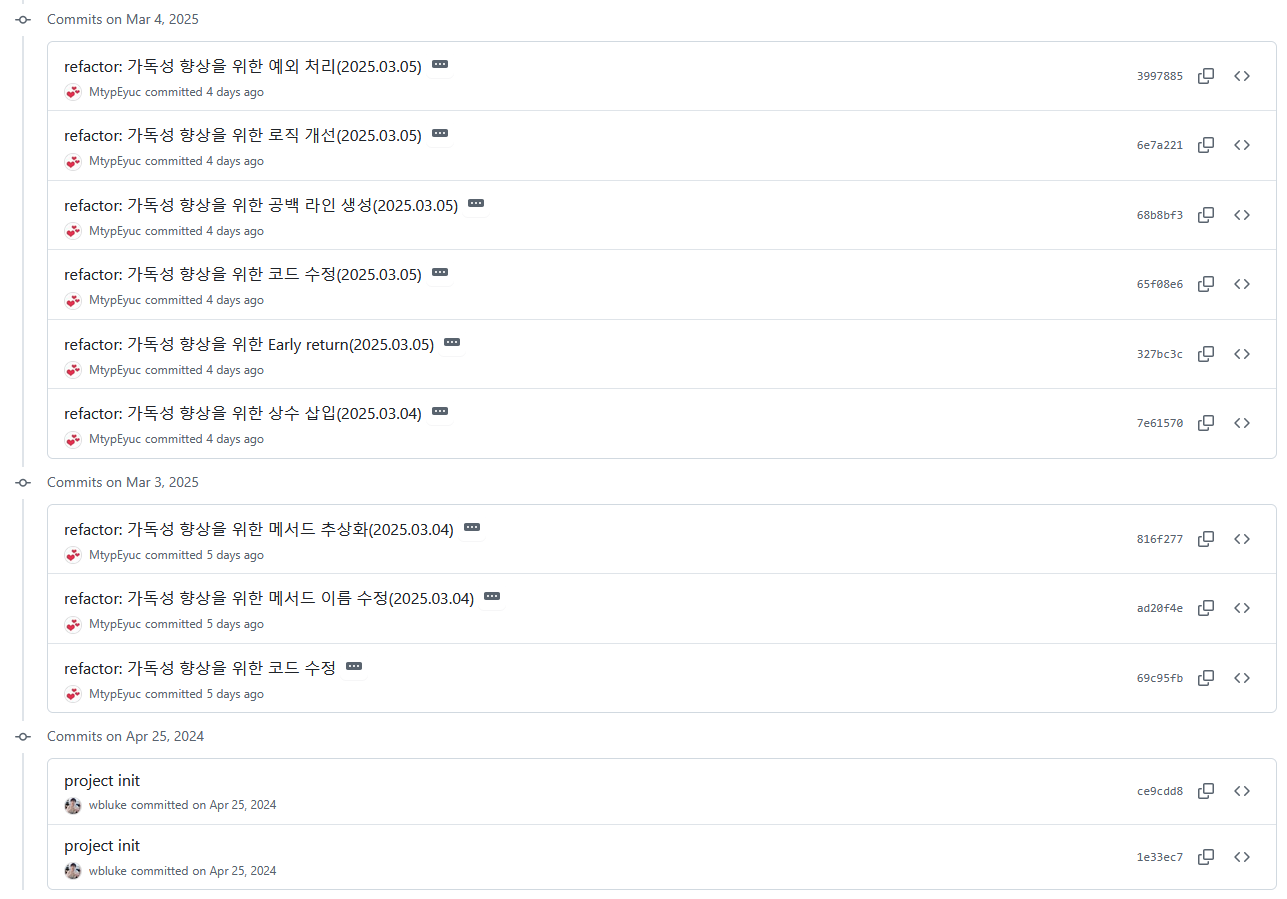 Commits on Mar 4, 2025
refactor: 가독성 향상을 위한 예외 처리(2025.03.05)
MtypEyuc committed 4 days ago
3997885
refactor: 가독성 향상을 위한 로직 개선(2025.03.05)
MtypEyuc committed 4 days ago
6e7a221
refactor: 가독성 향상을 위한 공백 라인 생성(2025.03.05)
MtypEyuc committed 4 days ago
68b8bf3
refactor: 가독성 향상을 위한 코드 수정(2025.03.05)
MtypEyuc committed 4 days ago
65f08e6
refactor: 가독성 향상을 위한 Early return(2025.03.05)
MtypEyuc committed 4 days ago
327bc3c
refactor: 가독성 향상을 위한 상수 삽입(2025.03.04)
MtypEyuc committed 4 days ago
7e61570
Commits on Mar 3, 2025
refactor: 가독성 향상을 위한 메서드 추상화(2025.03.04)
MtypEyuc committed 5 days ago
816f277
refactor: 가독성 향상을 위한 메서드 이름 수정(2025.03.04)
MtypEyuc committed 5 days ago
ad20f4e
refactor: 가독성 향상을 위한 코드 수정
MtypEyuc committed 5 days ago
69c95fb
Commits on Apr 25, 2024
project init
wbluke committed on Apr 25, 2024
ce9cdd8
project init
wbluke committed on Apr 25, 2024
1e33ec7